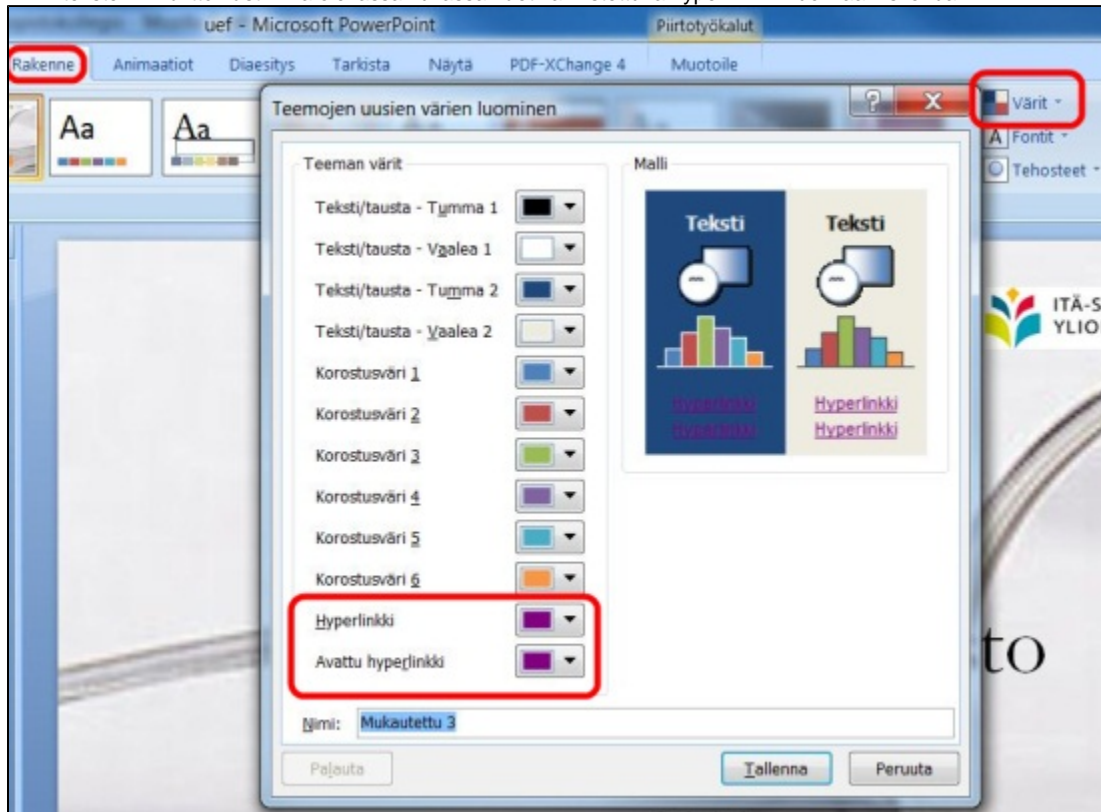 uef - Microsoft PowerPoint
Piirtotyökalut
Rakenne Animaatiot Diaesitys Tarkista Näytä PDF-XChange 4 Muotoile
Aa Aa
Värit
Fontit
Tehosteet
Teemojen uusien värien luominen
Teeman värit
Teksti/tausta - Tumma 1
Teksti/tausta - Vaalea 1
Teksti/tausta - Tumma 2
Teksti/tausta - Vaalea 2
Korostusväri 1
Korostusväri 2
Korostusväri 3
Korostusväri 4
Korostusväri 5
Korostusväri 6
Hyperlinkki
Avattu hyperlinkki
Malli
Teksti Teksti
Hyperlinkki Hyperlinkki
Hyperlinkki Hyperlinkki
Nimi: Mukautettu 3
Palauta Tallenna Peruuta
ITÄ-S
YLIO
to